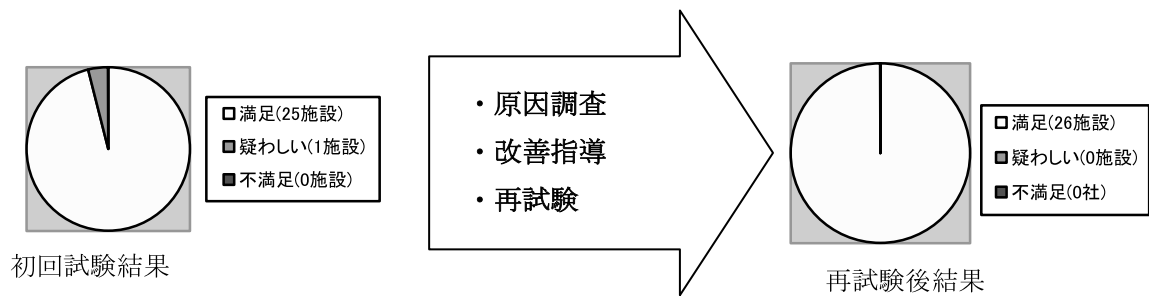 満足(25施設)
疑わしい(1施設)
不満足(0施設)
初回試験結果
・原因調査
・改善指導
・再試験
満足(26施設)
疑わしい(0施設)
不満足(0社)
再試験後結果